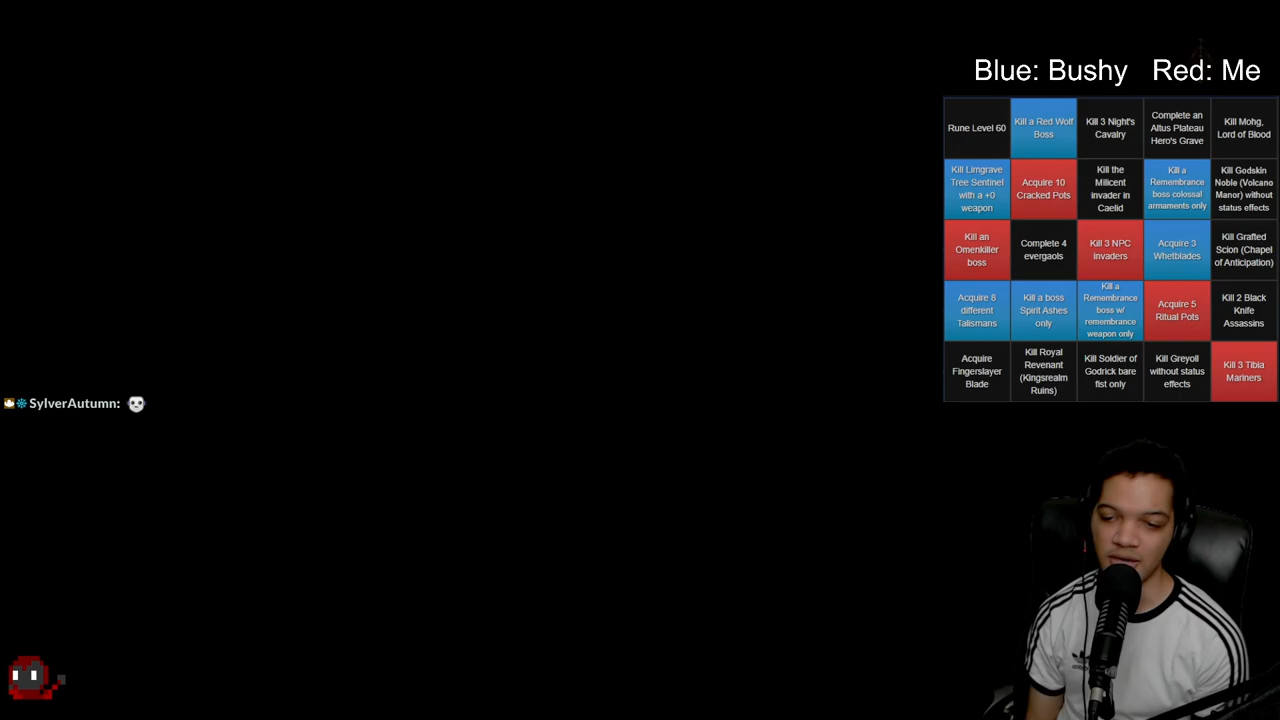 Blue: Bushy Red: Me
Rune Level 60
Kill a Red Wolf
Boss
Kill 3 Night's
Cavalry
Complete an
Altus Plateau
Hero's Grave
Kill Mohg,
Lord of Blood
Kill Limgrave
Tree Sentinel
with a +0
weapon
Acquire 10
Cracked Pots
Kill the
Milicent
invader in
Caelid
Kill a
Remembrance
boss colossal
armaments only
Kill Godskin
Noble (Volcano
Manor) without
status effects
Kill an
Omenkiller
boss
Complete 4
evergaols
Kill 3 NPC
invaders
Acquire 3
Whetblades
Kill Grafted
Scion (Chapel
of Anticipation)
Acquire 8
different
Talismans
Kill a boss
Spirit Ashes
only
Kill a
Remembrance
boss w/
remembrance
weapon only
Acquire 5
Ritual Pots
Kill 2 Black
Knife
Assassins
Acquire
Fingerslayer
Blade
Kill Royal
Revenant
(Kingsrealm
Ruins)
Kill Soldier of
Godrick bare
fist only
Kill Greyoll
without status
effects
Kill 3 Tibia
Mariners
SylverAutumn: